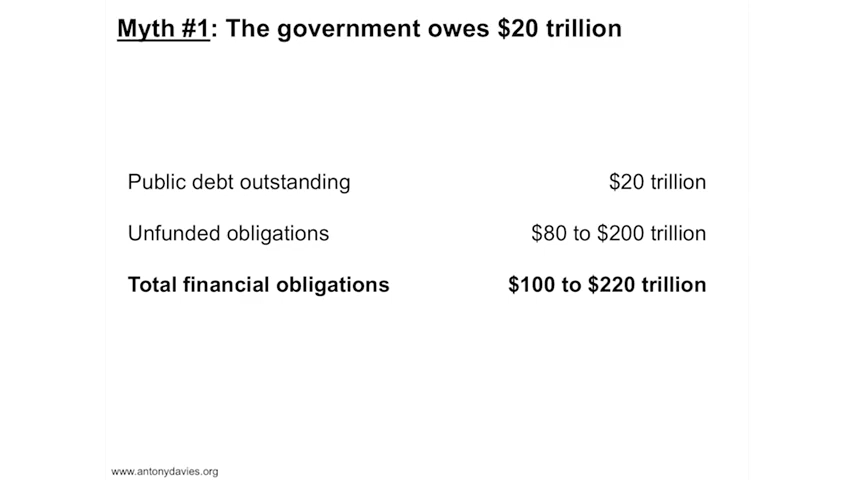 Myth #1: The government owes $20 trillion
Public debt outstanding $20 trillion
Unfunded obligations $80 to $200 trillion
Total financial obligations $100 to $220 trillion
www.antonydavies.org